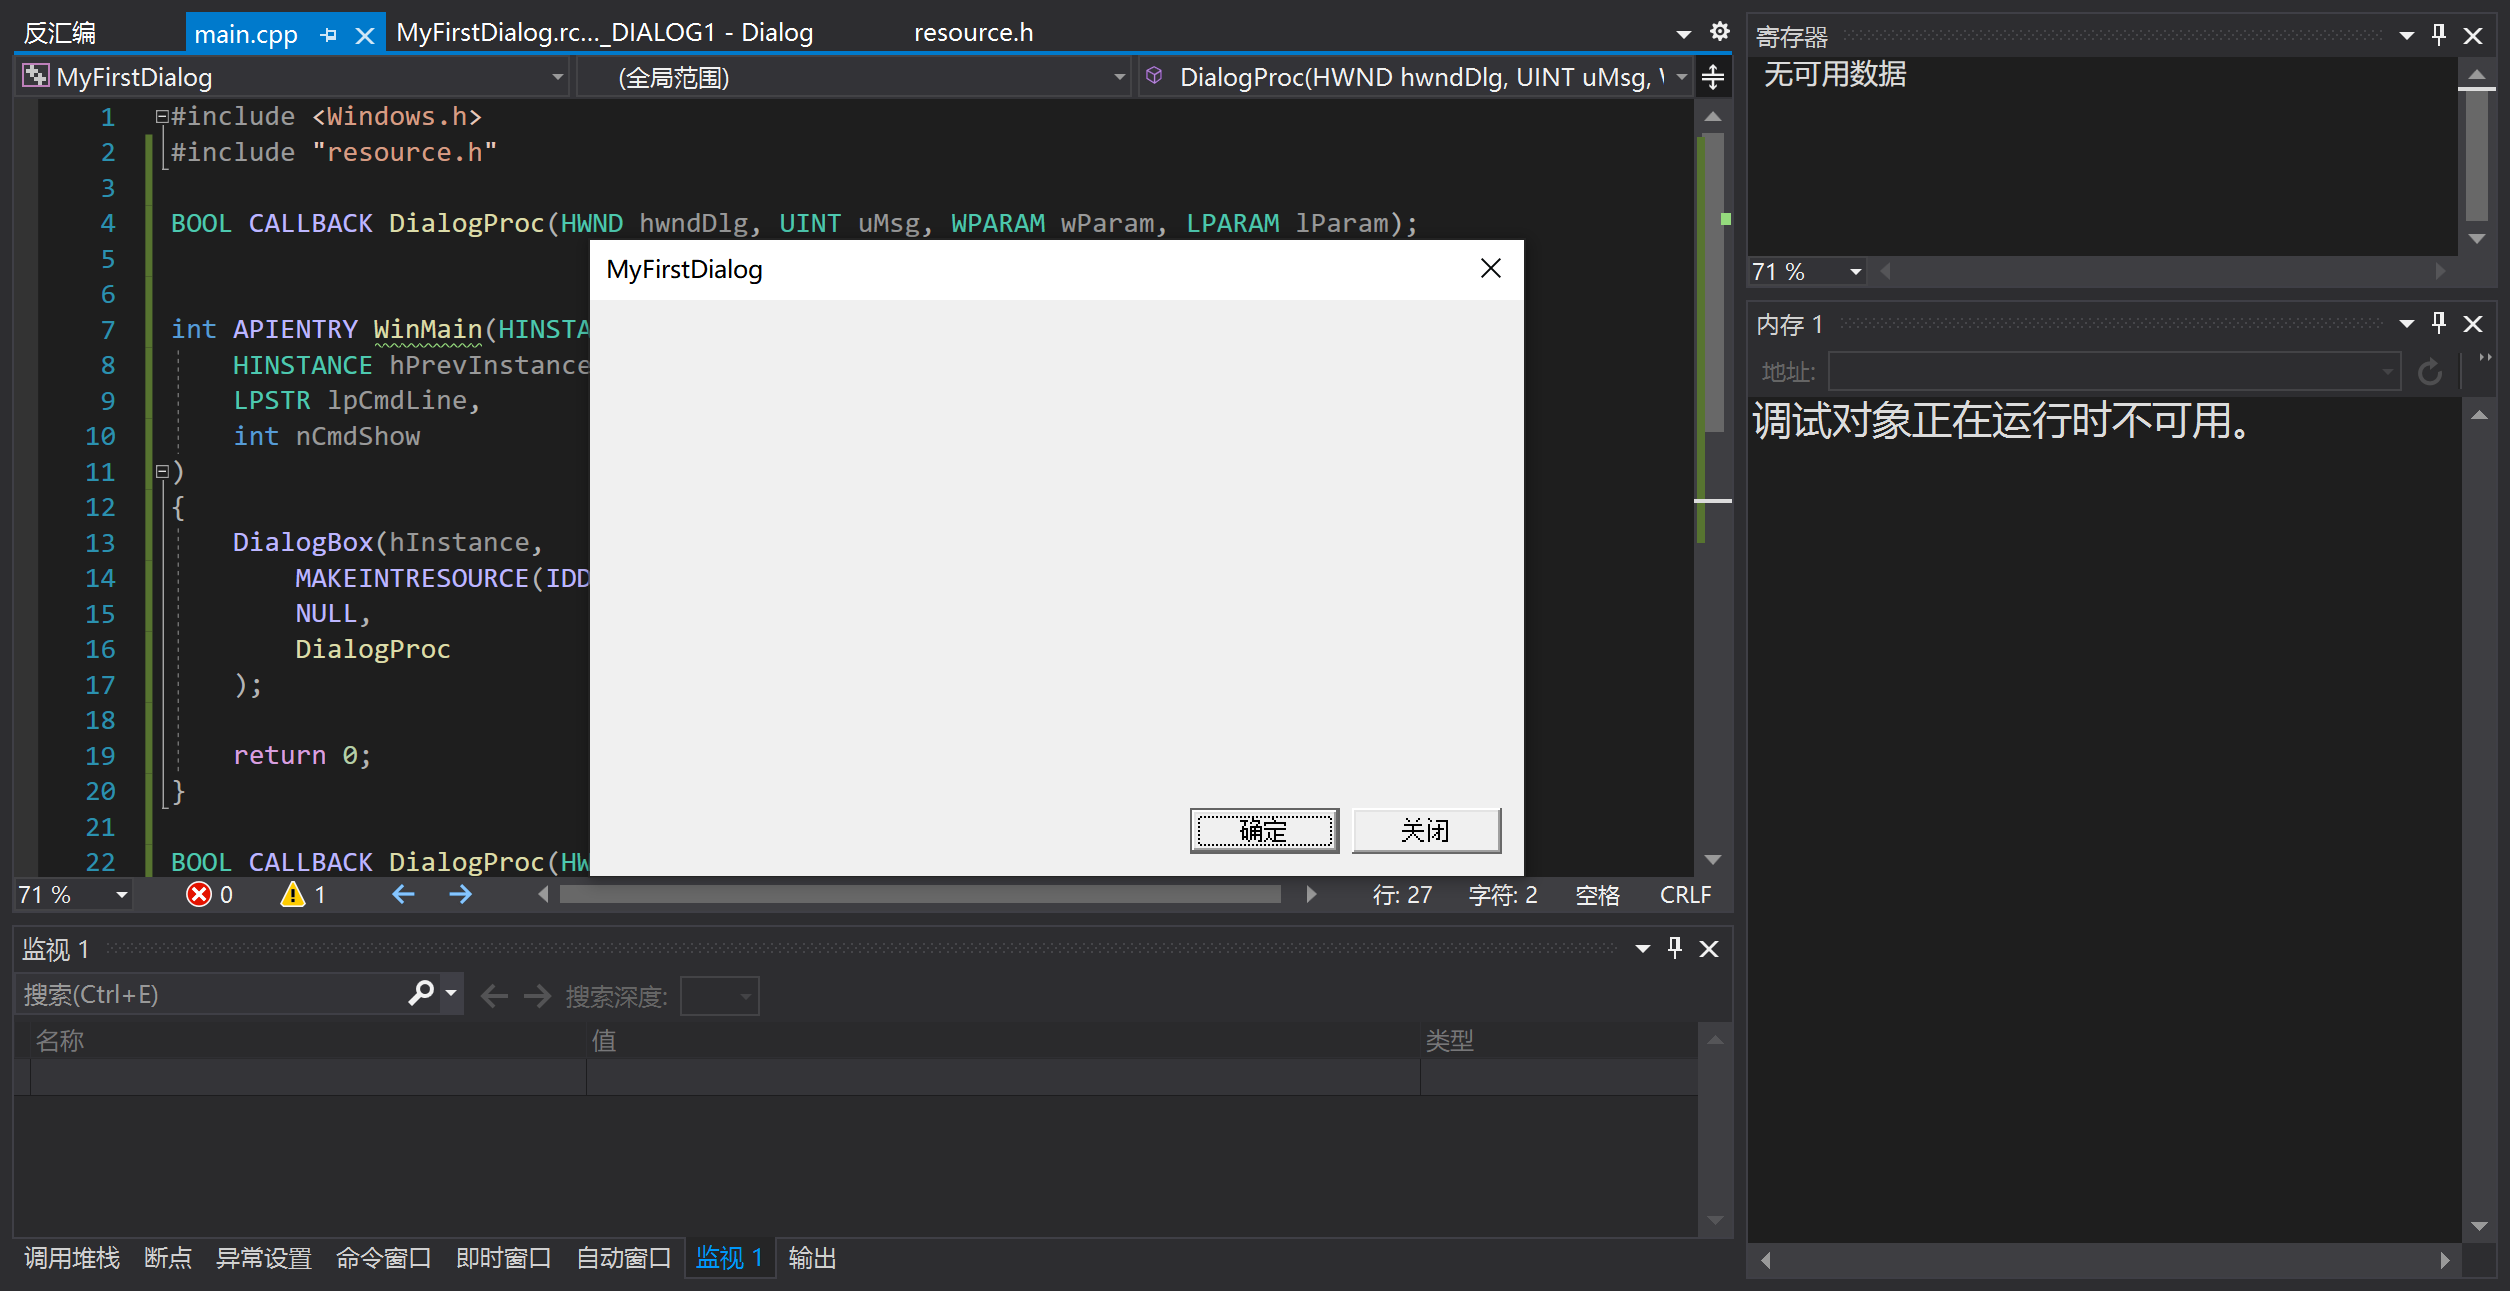 反汇编
main.cpp
MyFirstDialog.rc..._DIALOG1 - Dialog
resource.h
MyFirstDialog
(全局范围)
DialogProc(HWND hwndDlg, UINT uMsg, 
1 #include <Windows.h>
2 #include "resource.h"
3
4 BOOL CALLBACK DialogProc(HWND hwndDlg, UINT uMsg, WPARAM wParam, LPARAM lParam);
5
6
7 int APIENTRY WinMain(HINSTA
8 HINSTANCE hPrevInstance
9 LPSTR lpCmdLine,
10 int nCmdShow
11 )
12 {
13 DialogBox(hInstance,
14 MAKEINTRESOURCE(IDD
15 NULL,
16 DialogProc
17 );
18
19 return 0;
20 }
21
22 BOOL CALLBACK DialogProc(HW
MyFirstDialog
确定
关闭
71 %
0
1
行: 27
字符: 2
空格
CRLF
监视 1
搜索(Ctrl+E)
搜索深度:
名称
值
类型
调用堆栈
断点
异常设置
命令窗口
即时窗口
自动窗口
监视 1
输出
寄存器
无可用数据
71 %
内存 1
地址:
调试对象正在运行时不可用。